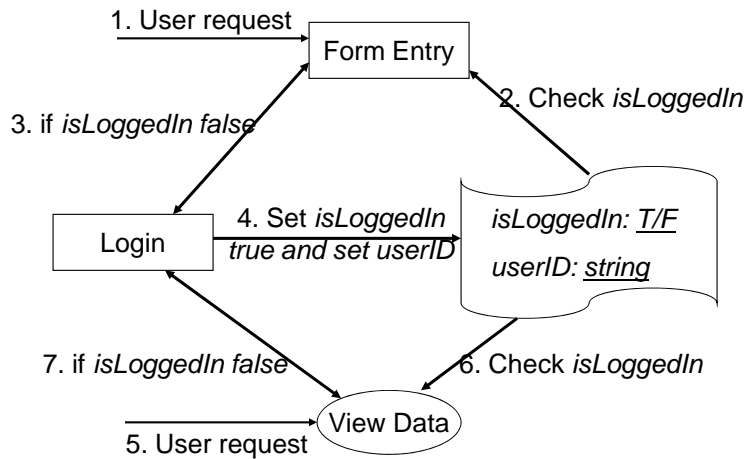 1. User request
Form Entry
2. Check isLoggedIn
3. if isLoggedIn false
4. Set isLoggedIn
true and set userID
Login
isLoggedIn: T/F
userID: string
7. if isLoggedIn false
6. Check isLoggedIn
View Data
5. User request